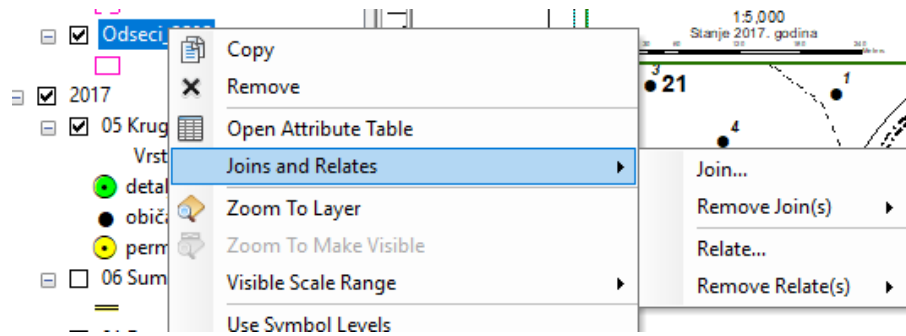 Odseci_
Copy
Remove
Open Attribute Table
Joins and Relates
Zoom To Layer
Zoom To Make Visible
Visible Scale Range
Use Symbol Levels
2017
05 Krug
Vrst
detal
običa
perm
06 Sum
Join...
Remove Join(s)
Relate...
Remove Relate(s)
1:5,000
Stanje 2017. godina
3
21
1
4